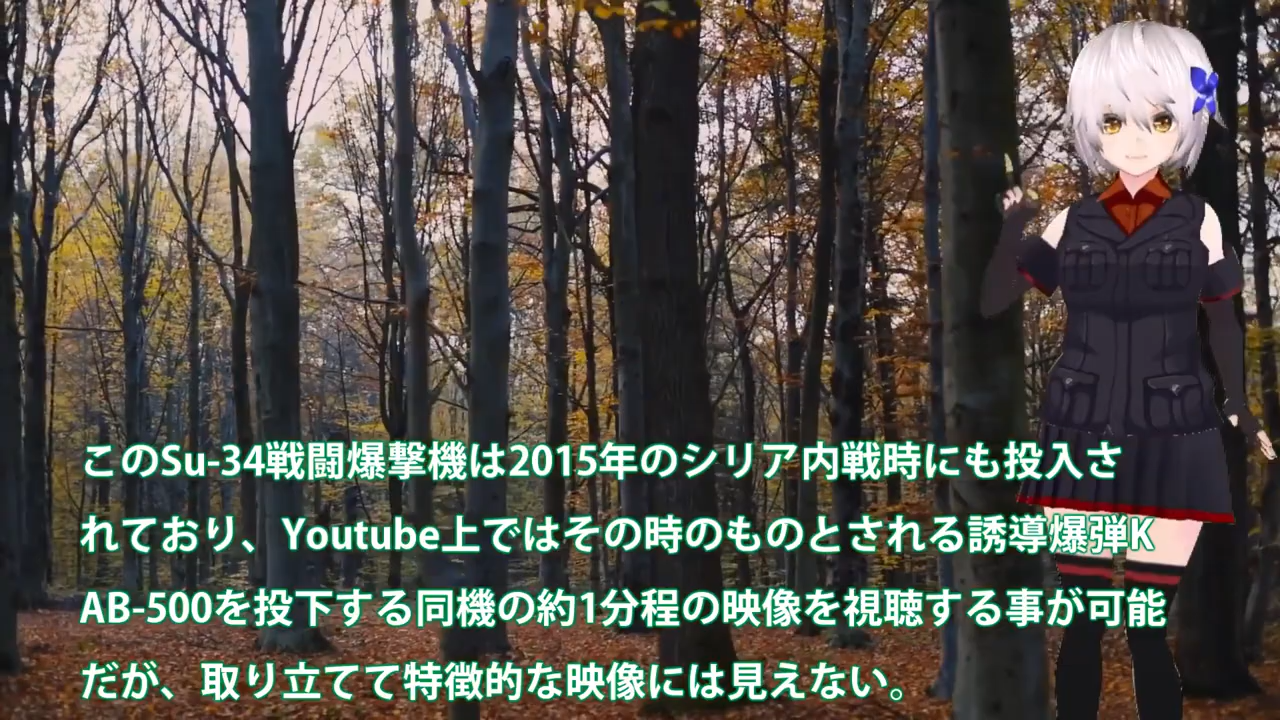 このSu-34戦闘爆撃機は2015年のシリア内戦時にも投入さ
れており、Youtube上ではその時のものとされる誘導爆弾K
AB-500を投下する同機の約1分程の映像を視聴する事が可能
だが、取り立てて特徴的な映像には見えない。